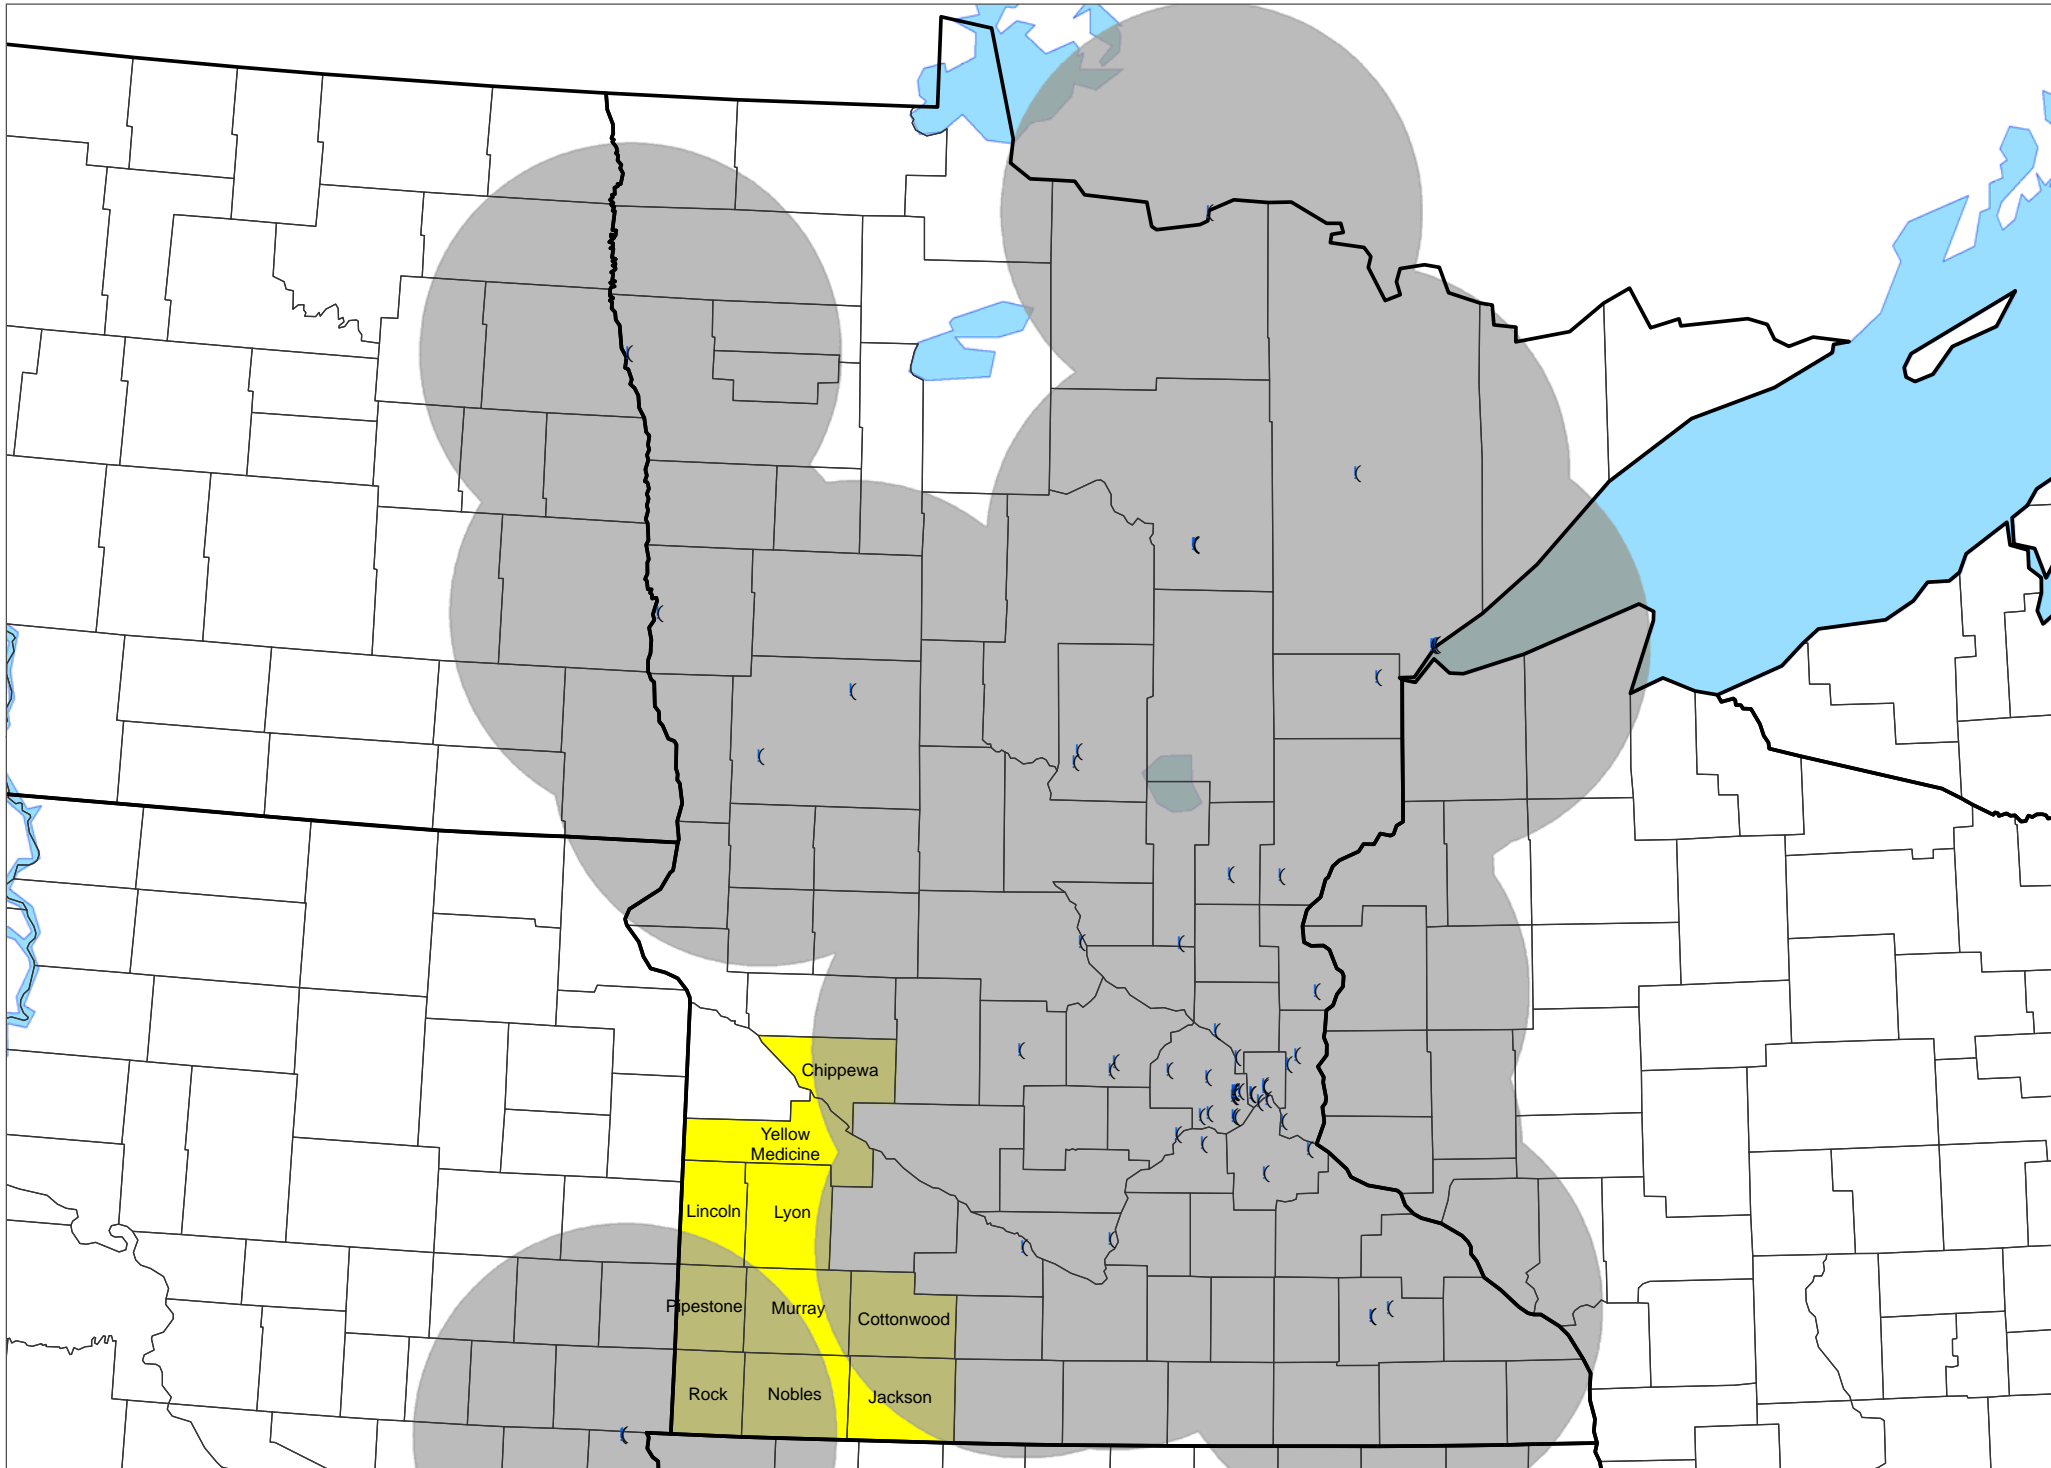 Chippewa
Yellow
Medicine
Lincoln
Lyon
Pipestone
Murray
Cottonwood
Rock
Nobles
Jackson